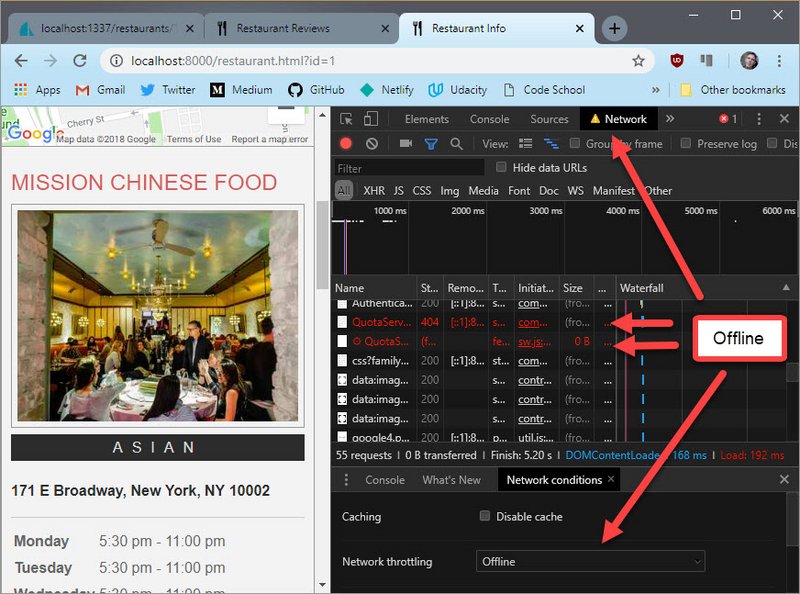 localhost:1337/restaurants/
Restaurant Reviews
Restaurant Info
localhost:8000/restaurant.html?id=1
Apps
Gmail
Twitter
Medium
GitHub
Netlify
Udacity
Code School
»
Other bookmarks
Cherry St
Google
Map data ©2018 Google
Terms of Use
Report a map error
MISSION CHINESE FOOD
ASIAN
171 E Broadway, New York, NY 10002
Monday 5:30 pm - 11:00 pm
Tuesday 5:30 pm - 11:00 pm
Wednesday 5:30 pm - 11:00 pm
Elements Console Sources Network » 1
View: Group by frame Preserve log Dis
Filter Hide data URLs
All XHR JS CSS Img Media Font Doc WS Manifest Other
1000 ms 2000 ms 3000 ms 4000 ms 5000 ms 6000 ms
Name St... Remo... T... Initiat... Size ... Waterfall
Authentica... 200 [::1]:8... s... com... (fro... ...
QuotaServ... 404 [::1]:8... s... com... (fro... ...
QuotaS... (f... fe... sw.js:... 0 B ...
css?family... 200 [::1]:8... st... com... (fro... ...
data:imag... 200 s... contr... (fro... ...
data:imag... 200 s... contr... (fro... ...
data:imag... 200 s... contr... (fro... ...
google4.p... 200 p... util.js:... (fro... ...
Offline
55 requests | 0 B transferred | Finish: 5.20 s | DOMContentLoade 168 ms | Load: 192 ms
Console What's New Network conditions
Caching Disable cache
Network throttling Offline